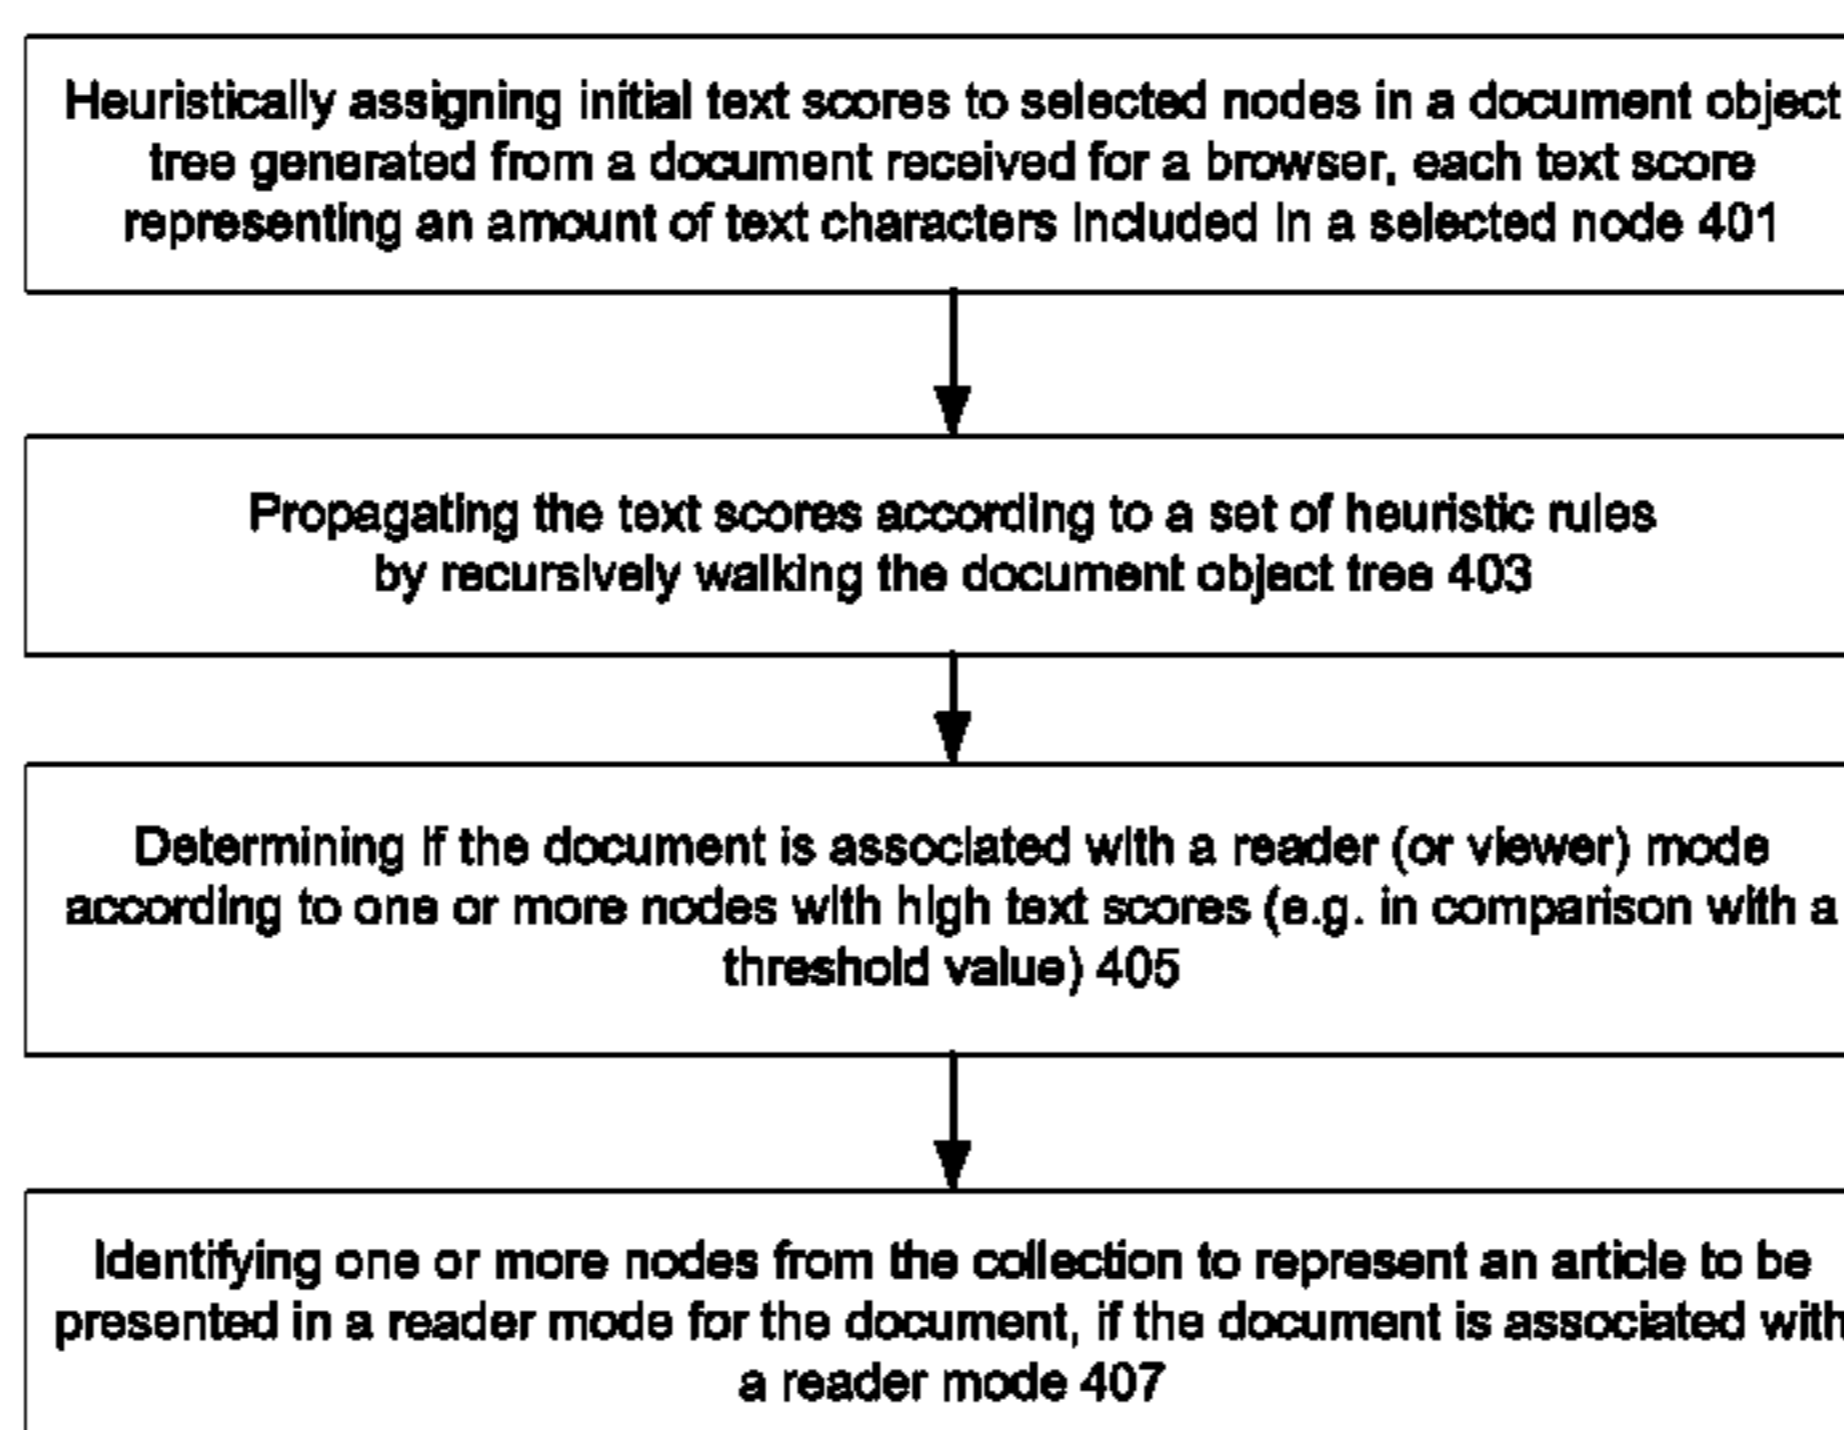 Heuristically assigning initial text scores to selected nodes in a document object
tree generated from a document received for a browser, each text score
representing an amount of text characters included in a selected node 401
Propagating the text scores according to a set of heuristic rules
by recursively walking the document object tree 403
Determining if the document is associated with a reader (or viewer) mode
according to one or more nodes with high text scores (e.g. in comparison with a
threshold value) 405
Identifying one or more nodes from the collection to represent an article to be
presented in a reader mode for the document, if the document is associated with
a reader mode 407